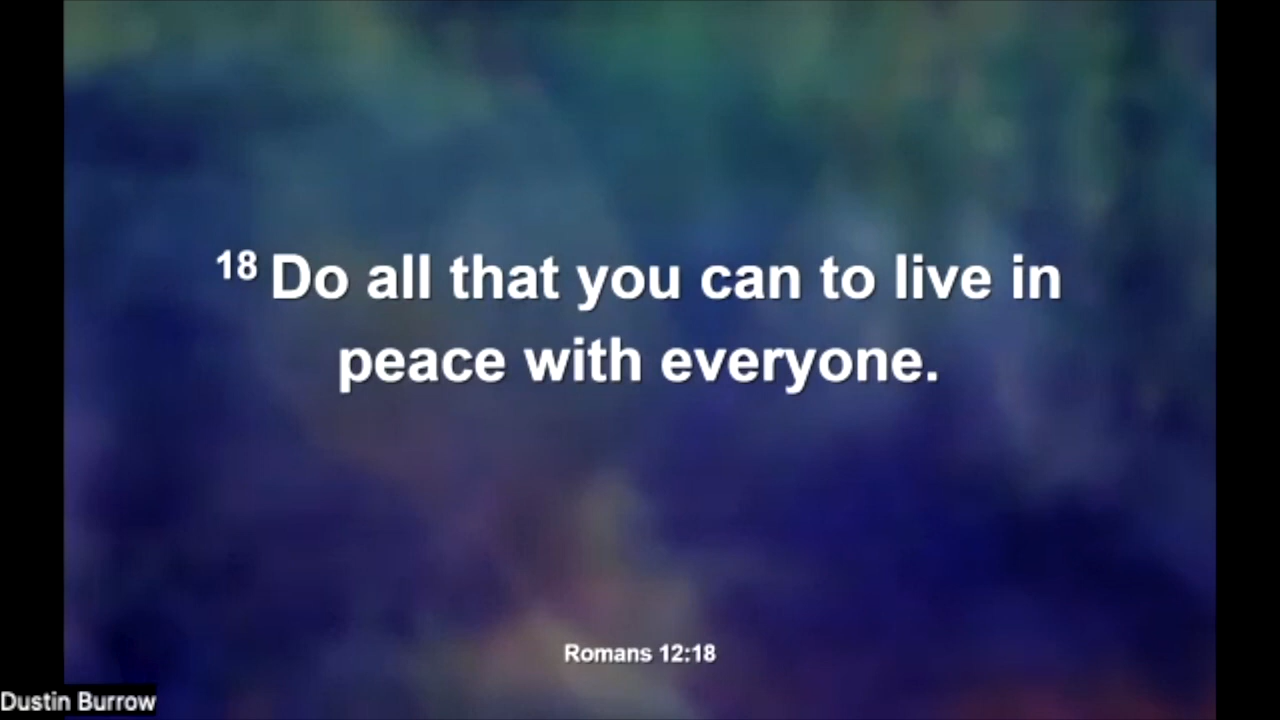 18 Do all that you can to live in
peace with everyone.
Romans 12:18
Dustin Burrow